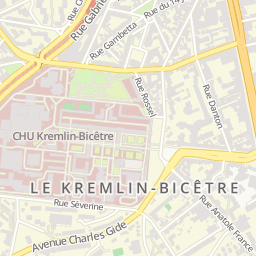 Rue Gabri
Rue Gambetta
Rue du 14 J
Rue Rossel
Rue Danton
CHU Kremlin-Bicêtre
LE KREMLIN-BICÊTRE
Rue Séverine
Rue Anatole France
Avenue Charles Gide